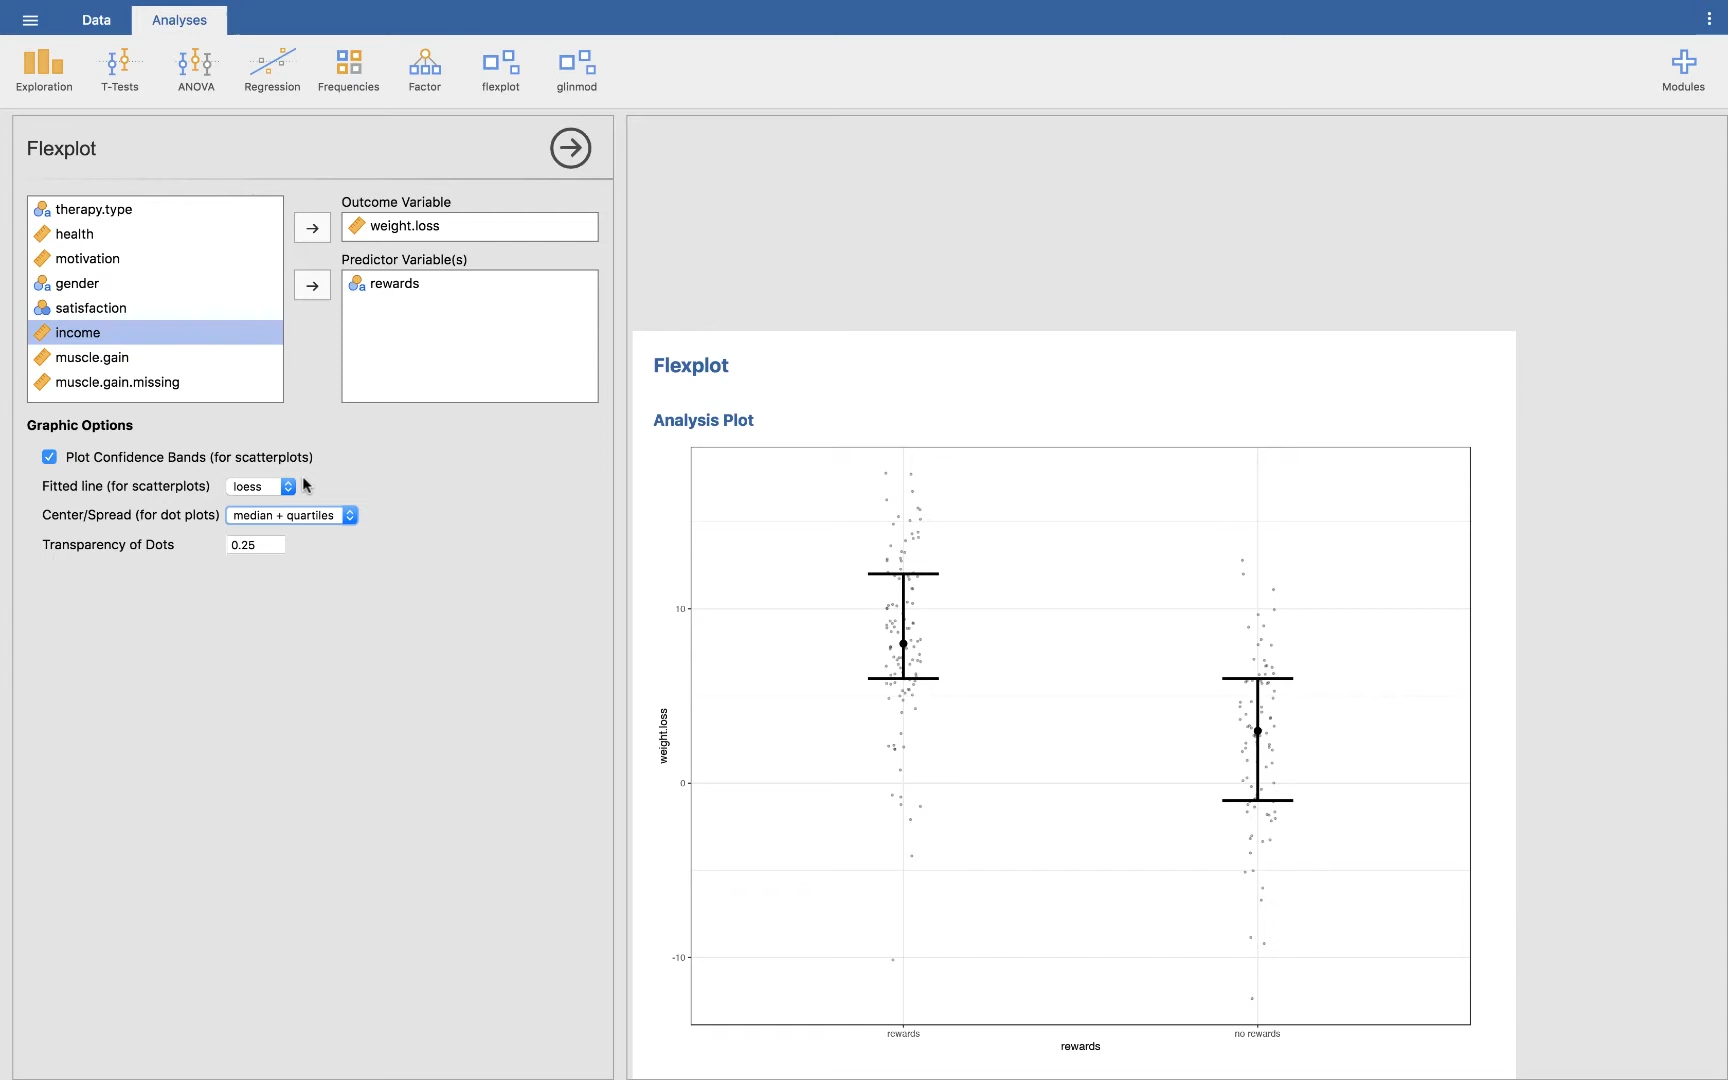 Data Analyses
Exploration T-Tests ANOVA Regression Frequencies Factor flexplot glinmod Modules
Flexplot
therapy.type
health
motivation
gender
satisfaction
income
muscle.gain
muscle.gain.missing
Outcome Variable
weight.loss
Predictor Variable(s)
rewards
Graphic Options
Plot Confidence Bands (for scatterplots)
Fitted line (for scatterplots) loess
Center/Spread (for dot plots) median + quartiles
Transparency of Dots 0.25
Flexplot
Analysis Plot
weight.loss
10
0
-10
rewards no rewards
rewards